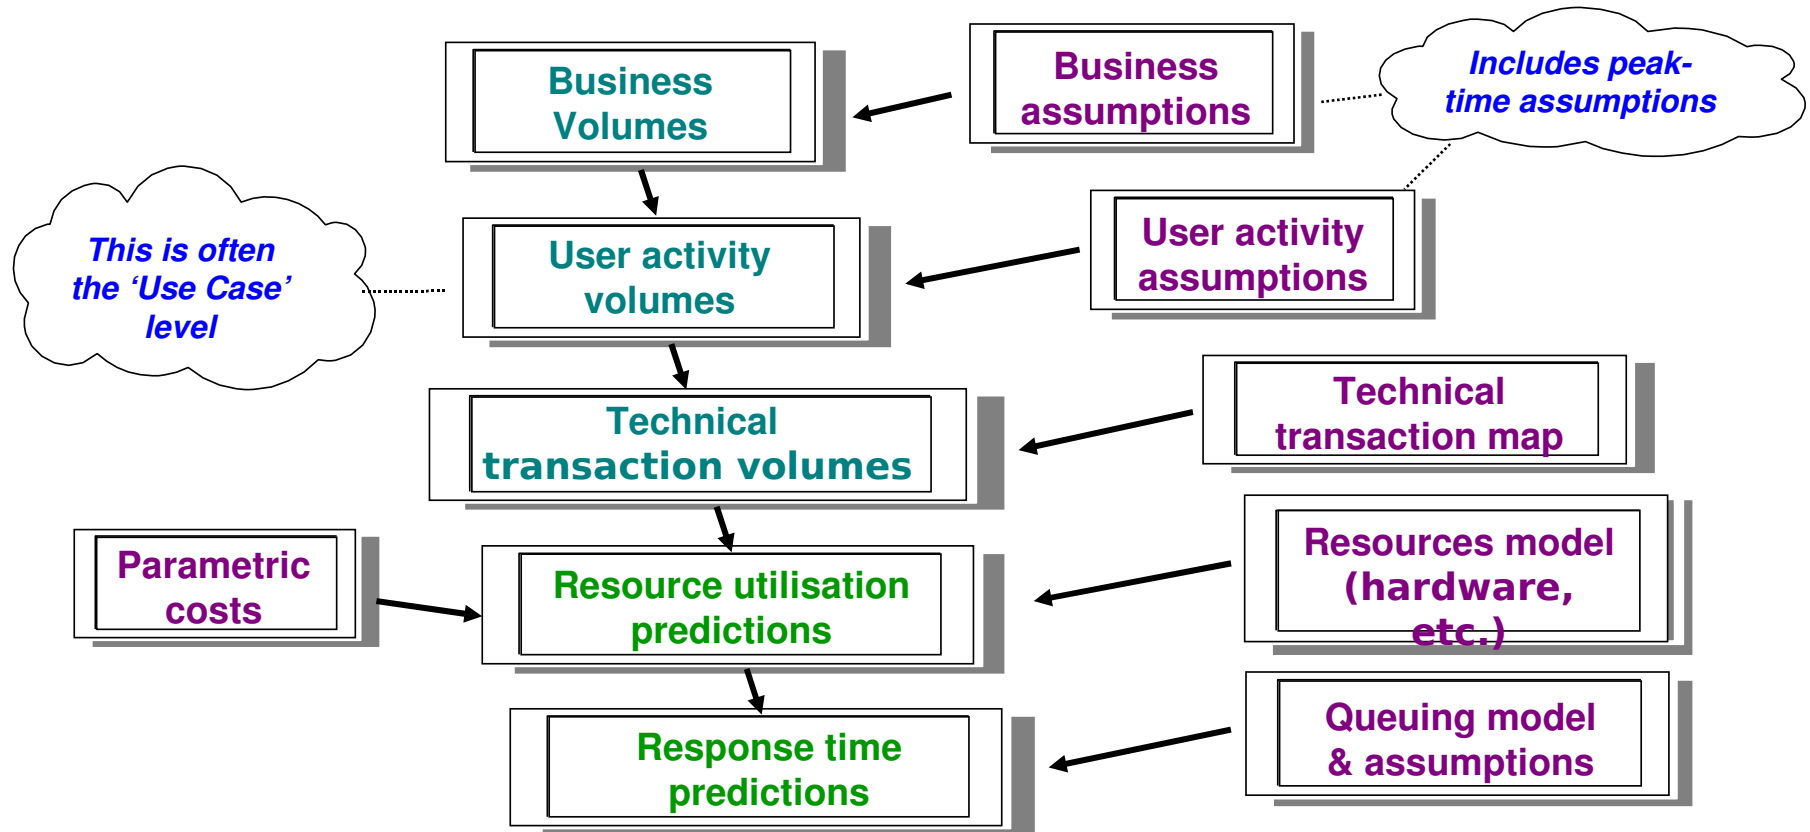 Business
Volumes
Business
assumptions
Includes peak-
time assumptions
This is often
the ‘Use Case’
level
User activity
volumes
User activity
assumptions
Technical
transaction volumes
Technical
transaction map
Parametric
costs
Resource utilisation
predictions
Resources model
(hardware,
etc.)
Response time
predictions
Queuing model
& assumptions